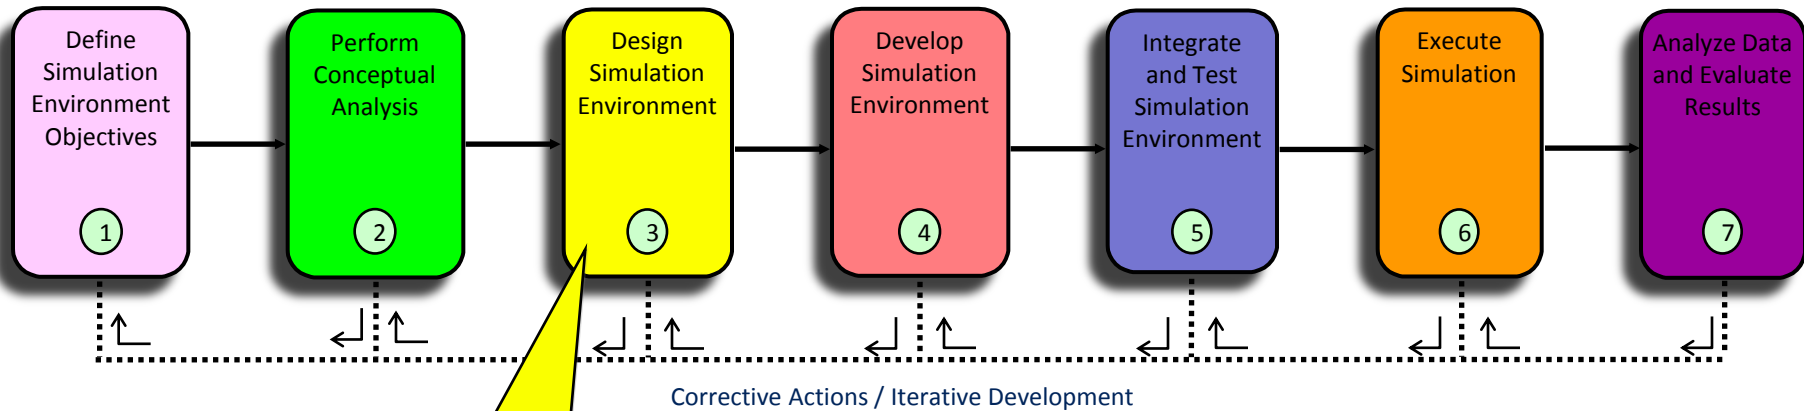 Define
Simulation
Environment
Objectives
1
Perform
Conceptual
Analysis
2
Design
Simulation
Environment
3
Develop
Simulation
Environment
4
Integrate
and Test
Simulation
Environment
5
Execute
Simulation
6
Analyze Data
and Evaluate
Results
7
Corrective Actions / Iterative Development